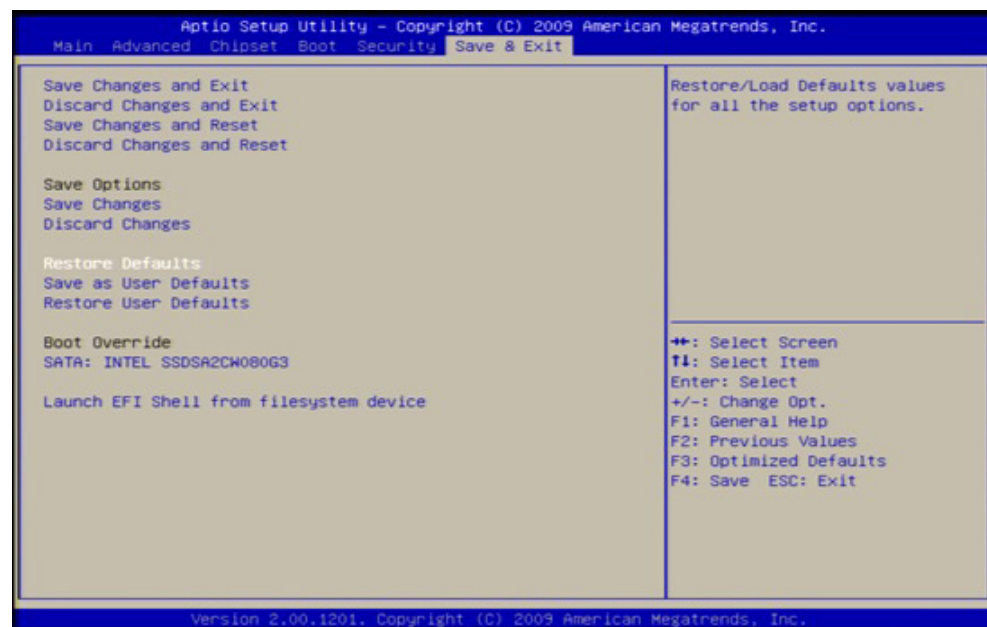 Aptio Setup Utility – Copyright (C) 2009 American Megatrends, Inc.
Main Advanced Chipset Boot Security Save & Exit
Save Changes and Exit
Discard Changes and Exit
Save Changes and Reset
Discard Changes and Reset
Save Options
Save Changes
Discard Changes
Restore Defaults
Save as User Defaults
Restore User Defaults
Boot Override
SATA: INTEL SSDSA2CW080G3
Launch EFI Shell from filesystem device
Restore/Load Defaults values
for all the setup options.
→←: Select Screen
↑↓: Select Item
Enter: Select
+/-: Change Opt.
F1: General Help
F2: Previous Values
F3: Optimized Defaults
F4: Save ESC: Exit
Version 2.00.1201. Copyright (C) 2009 American Megatrends, Inc.